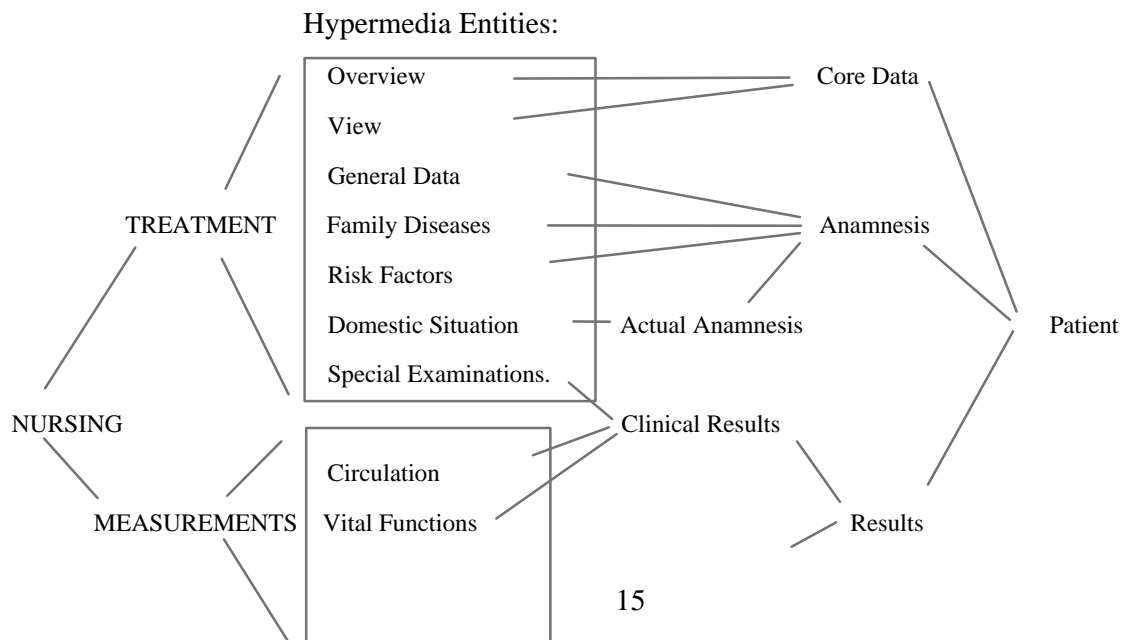 Hypermedia Entities:
Overview Core Data
View
General Data
TREATMENT Family Diseases Anamnesis
Risk Factors
Domestic Situation Actual Anamnesis Patient
Special Examinations.
NURSING Clinical Results
Circulation
MEASUREMENTS Vital Functions Results
15